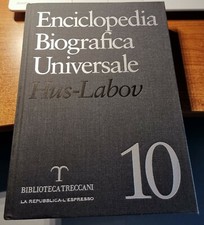 Enciclopedia
Biografica
Universale
Hus-Labov
BIBLIOTECA TRECCANI
LA REPUBBLICA-L'ESPRESSO
10